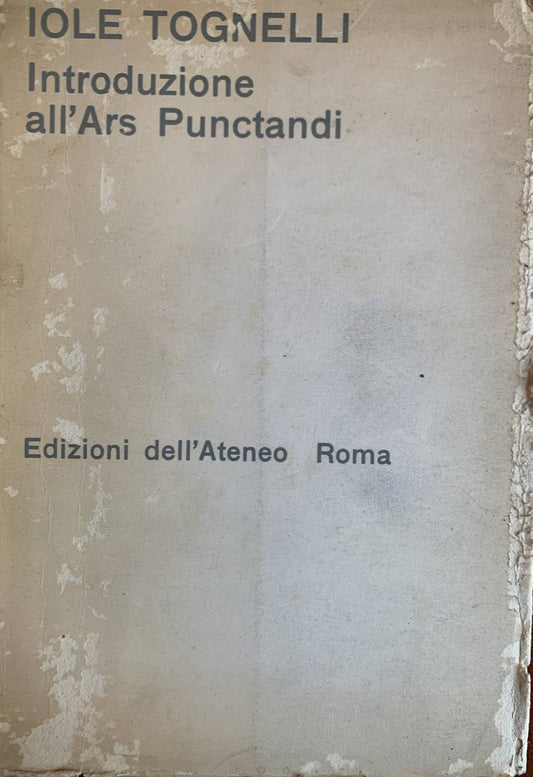 IOLE TOGNELLI
Introduzione
all'Ars Punctandi
Edizioni dell'Ateneo Roma